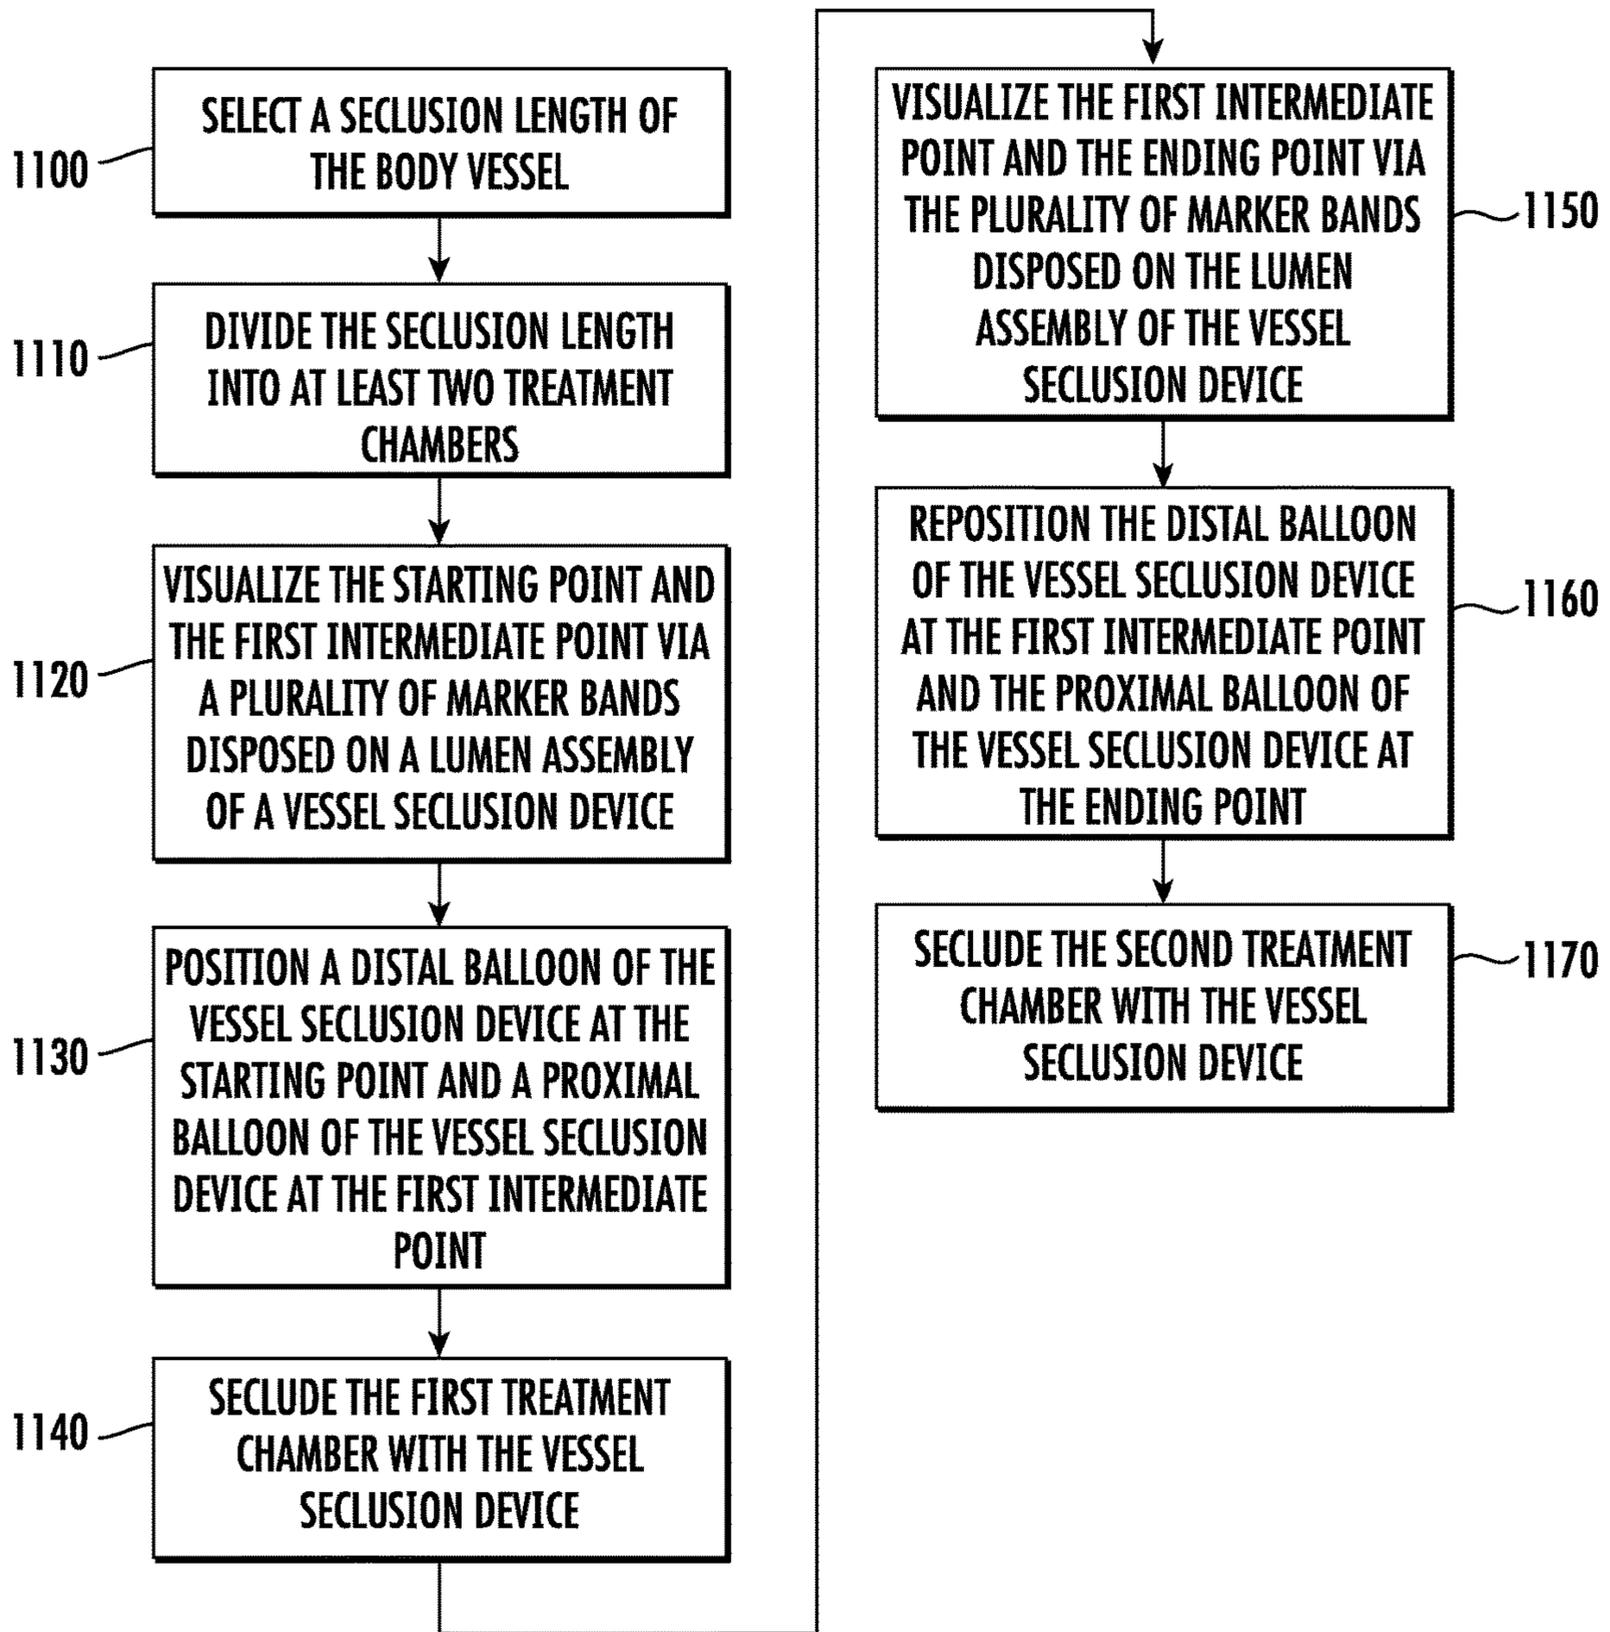 1100
SELECT A SECLUSION LENGTH OF
THE BODY VESSEL
1110
DIVIDE THE SECLUSION LENGTH
INTO AT LEAST TWO TREATMENT
CHAMBERS
1120
VISUALIZE THE STARTING POINT AND
THE FIRST INTERMEDIATE POINT VIA
A PLURALITY OF MARKER BANDS
DISPOSED ON A LUMEN ASSEMBLY
OF A VESSEL SECLUSION DEVICE
1130
POSITION A DISTAL BALLOON OF THE
VESSEL SECLUSION DEVICE AT THE
STARTING POINT AND A PROXIMAL
BALLOON OF THE VESSEL SECLUSION
DEVICE AT THE FIRST INTERMEDIATE
POINT
1140
SECLUDE THE FIRST TREATMENT
CHAMBER WITH THE VESSEL
SECLUSION DEVICE
VISUALIZE THE FIRST INTERMEDIATE
POINT AND THE ENDING POINT VIA
THE PLURALITY OF MARKER BANDS
DISPOSED ON THE LUMEN
ASSEMBLY OF THE VESSEL
SECLUSION DEVICE
1150
REPOSITION THE DISTAL BALLOON
OF THE VESSEL SECLUSION DEVICE
AT THE FIRST INTERMEDIATE POINT
AND THE PROXIMAL BALLOON OF
THE VESSEL SECLUSION DEVICE AT
THE ENDING POINT
1160
SECLUDE THE SECOND TREATMENT
CHAMBER WITH THE VESSEL
SECLUSION DEVICE
1170